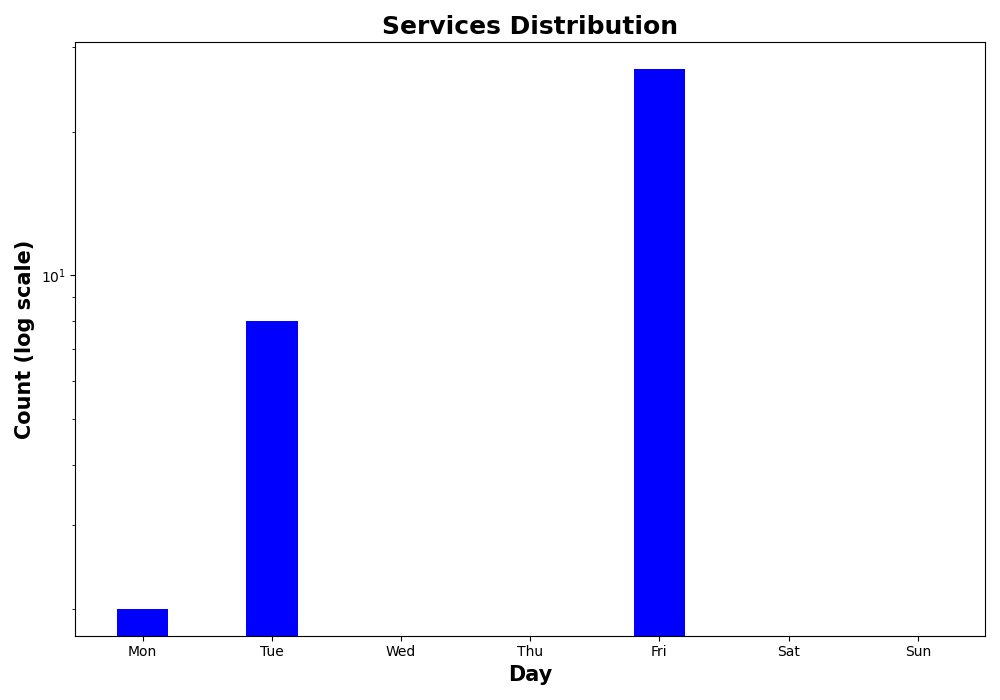 Services Distribution
Count (log scale)
10¹
Mon Tue Wed Thu Fri Sat Sun
Day